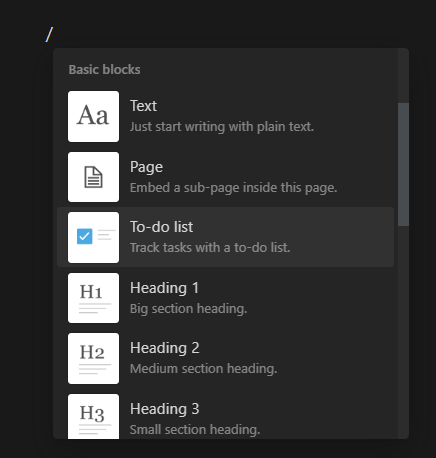 /
Basic blocks
Aa
Text
Just start writing with plain text.
Page
Embed a sub-page inside this page.
To-do list
Track tasks with a to-do list.
H1
Heading 1
Big section heading.
H2
Heading 2
Medium section heading.
H3
Heading 3
Small section heading.